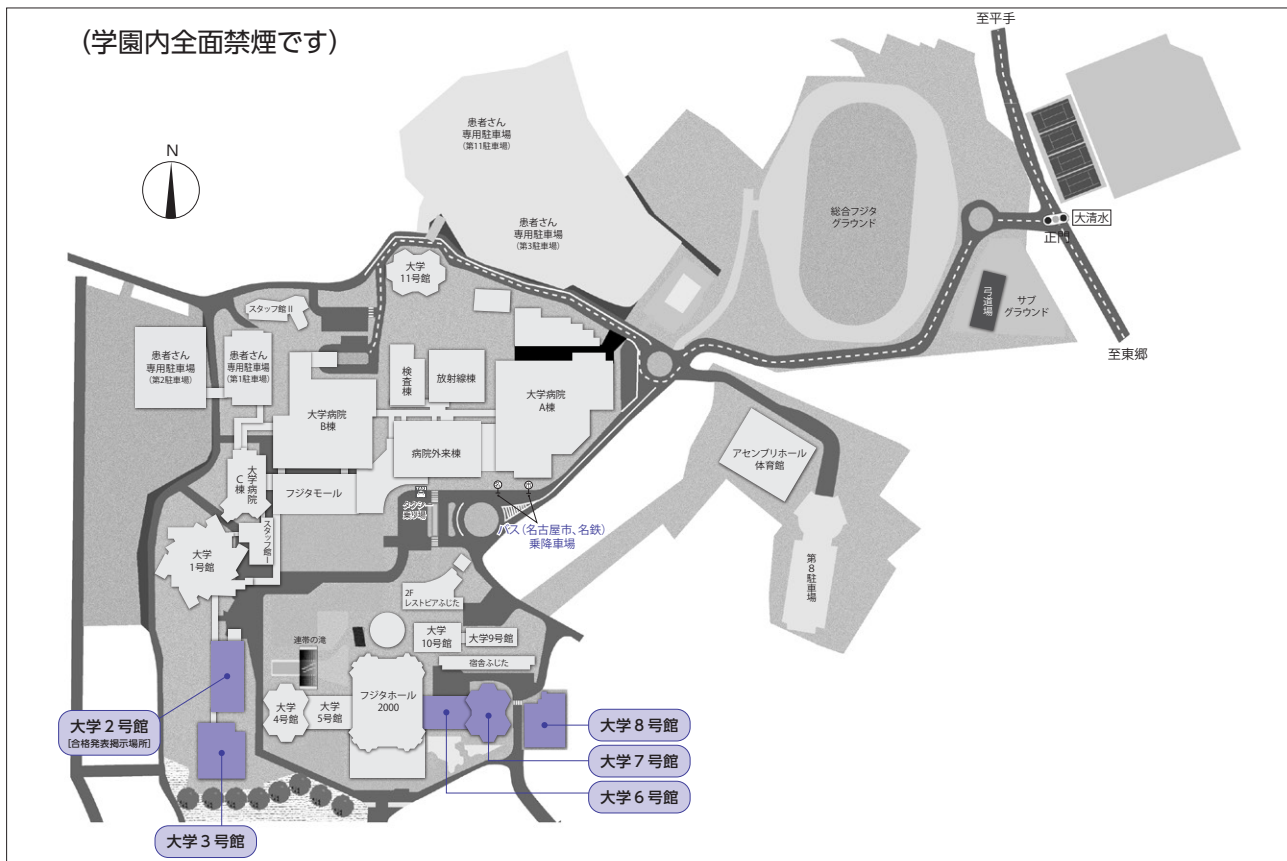 (学園内全面禁煙です)
至平手
N
患者さん
専用駐車場
(第11駐車場)
患者さん
専用駐車場
(第3駐車場)
総合フジタ
グラウンド
大清水
正門
弓道場
サブ
グラウンド
至東郷
大学
11号館
スタッフ館Ⅱ
患者さん
専用駐車場
(第2駐車場)
患者さん
専用駐車場
(第1駐車場)
検査棟
放射線棟
大学病院
A棟
大学病院
B棟
病院外来棟
アセンブリホール
体育館
大学病院
C棟
フジタモール
タクシー
乗り場
バス(名古屋市、名鉄)
乗降車場
スタッフ館Ⅰ
大学
1号館
第8駐車場
2F
レストピアふじた
連帯の滝
大学
10号館
大学9号館
宿舎ふじた
フジタホール
2000
大学
4号館
大学
5号館
大学2号館
[合格発表掲示場所]
大学8号館
大学7号館
大学6号館
大学3号館